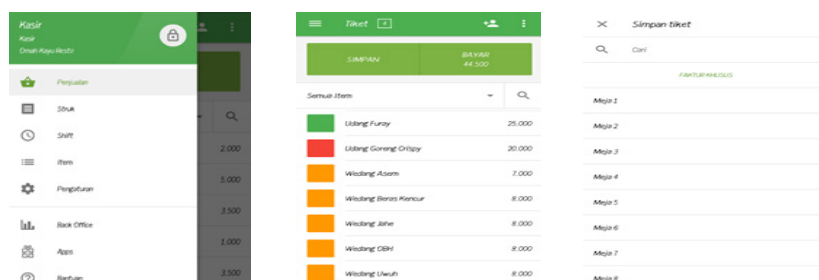 Kasir
Kasir
Omah Kayu Resto
Penjualan
Struk
Shift
Item
Pengaturan
Back Office
Apps
Bantuan
2.000
5.000
3.500
1.000
3.500
Tiket 4
SIMPAN
BAYAR
44.500
Semua Item
Udang Furay 25.000
Udang Goreng Crispy 20.000
Wedang Asem 7.000
Wedang Beras Kencur 8.000
Wedang Jahe 8.000
Wedang OBH 8.000
Wedang Uwuh 8.000
Simpan tiket
Cari
FAKTUR KHUSUS
Meja 1
Meja 2
Meja 3
Meja 4
Meja 5
Meja 6
Meja 7
Meja 8